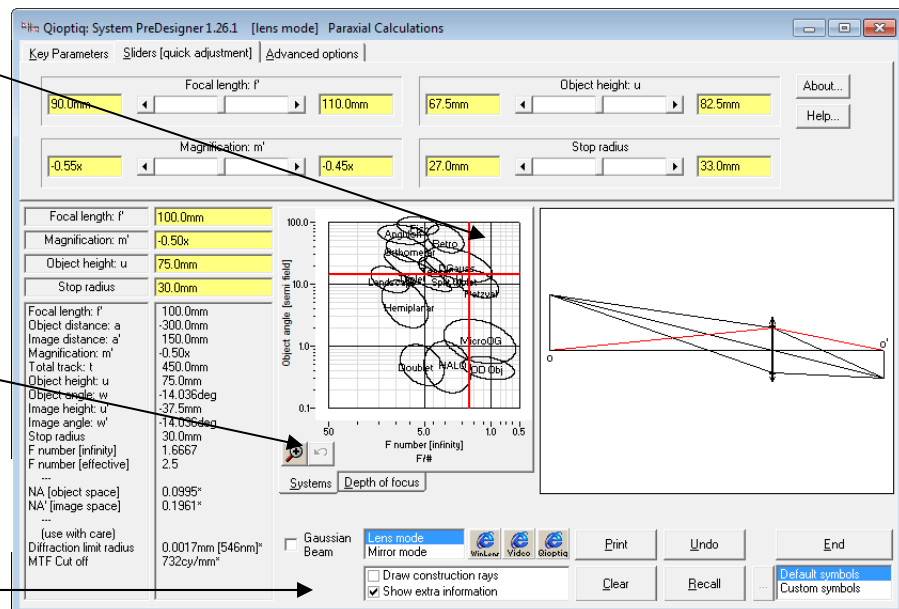 Qioptiq: System PreDesigner 1.26.1 [lens mode] Paraxial Calculations
Key Parameters Sliders [quick adjustment] Advanced options
Focal length: f'
90.0mm 110.0mm
Object height: u
67.5mm 82.5mm
About...
Help...
Magnification: m'
-0.55x -0.45x
Stop radius
27.0mm 33.0mm
Focal length: f' 100.0mm
Magnification: m' -0.50x
Object height: u 75.0mm
Stop radius 30.0mm
Focal length: f' 100.0mm
Object distance: a -300.0mm
Image distance: a' 150.0mm
Magnification: m' -0.50x
Total track: t 450.0mm
Object height: u 75.0mm
Object angle: w -14.036deg
Image height: u' -37.5mm
Image angle: w' -14.036deg
Stop radius 30.0mm
F number [infinity] 1.6667
F number [effective] 2.5
---
NA [object space] 0.0995*
NA' [image space] 0.1961*
---
(use with care)
Diffraction limit radius 0.0017mm [546nm]*
MTF Cut off 732cy/mm*
Object angle [semi field]
100.0
10.0
1.0
0.1
Angulon
Retro
Orthometar
DGauss
Landscape
Split Triplet
Petzval
Hemiplanar
MicroOG
Doublet
HALO
OD Obj
50 5.0 1.0 0.5
F number [infinity]
F/#
Systems Depth of focus
o o'
Gaussian
Beam
Lens mode
Mirror mode
WinLens Video Qioptiq
Print Undo End
Draw construction rays
Show extra information
Clear Recall ...
Default symbols
Custom symbols